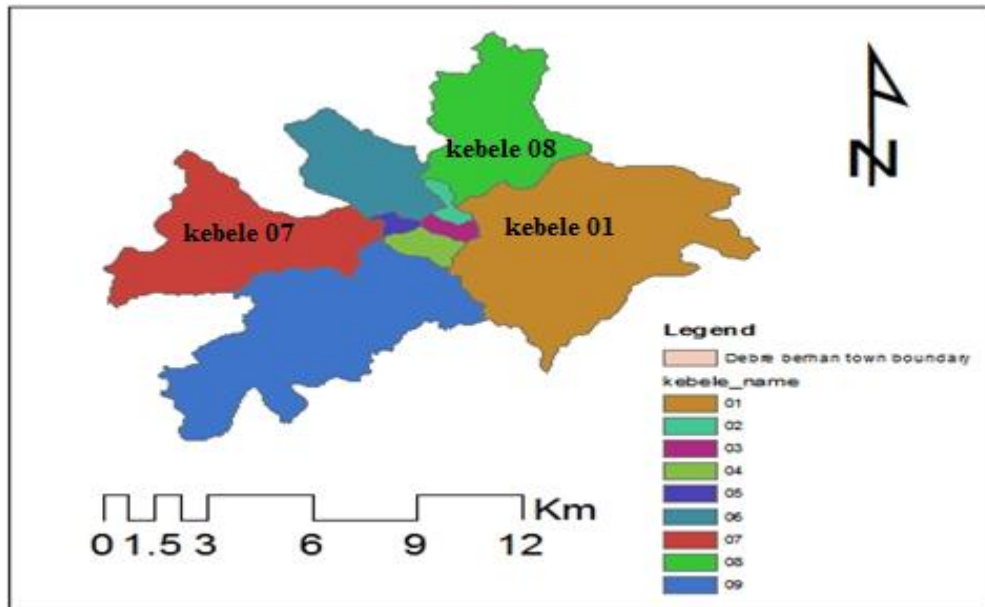 kebele 08
kebele 07
kebele 01
N
Legend
Debre berhan town boundary
kebele_name
01
02
03
04
05
06
07
08
09
Km
0 1.5 3 6 9 12